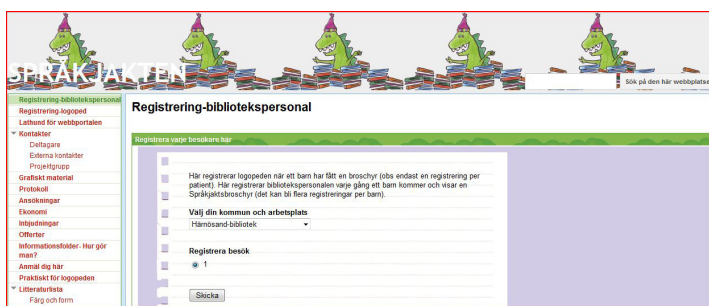 SPRÅKJAKTEN
Sök på den här webbplatse
Registrering-bibliotekspersonal
Registrering-logoped
Lathund för webbportalen
Kontakter
Deltagare
Externa kontakter
Projektgrupp
Grafiskt material
Protokoll
Ansökningar
Ekonomi
Inbjudningar
Offerter
Informationsfolder- Hur gör
man?
Anmäl dig här
Praktiskt för logopeden
Litteraturlista
Färg och form
Registrering-bibliotekspersonal
Registrera varje besökare här
Här registrerar logopeden när ett barn har fått en broschyr (obs endast en registrering per
patient). Här registrerar bibliotekspersonalen varje gång ett barn kommer och visar en
Språkjaktsbroschyr (det kan bli flera registreringar per barn).
Välj din kommun och arbetsplats
Härnösand-bibliotek
Registrera besök
1
Skicka